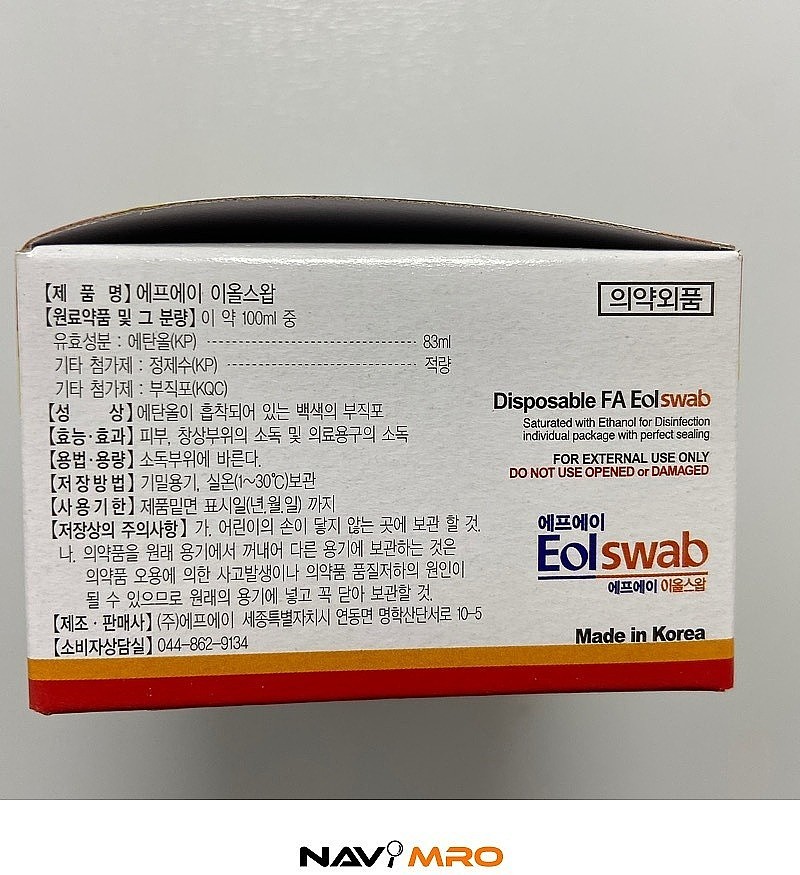 【제 품 명】에프에이 이올스왑
【원료약품 및 그 분량】이 약 100ml 중
유효성분 : 에탄올(KP) ---------------------------------- 83ml
기타 첨가제 : 정제수(KP) ---------------------------------- 적량
기타 첨가제 : 부직포(KQC)
【성 상】에탄올이 흡착되어 있는 백색의 부직포
【효능·효과】피부, 창상부위의 소독 및 의료용구의 소독
【용법·용량】소독부위에 바른다.
【저장방법】기밀용기, 실온(1~30℃)보관
【사용기한】제품밑면 표시일(년,월,일) 까지
【저장상의 주의사항】가. 어린이의 손이 닿지 않는 곳에 보관 할 것.
나. 의약품을 원래 용기에서 꺼내어 다른 용기에 보관하는 것은
의약품 오용에 의한 사고발생이나 의약품 품질저하의 원인이
될 수 있으므로 원래의 용기에 넣고 꼭 닫아 보관할 것.
【제조·판매사】(주)에프에이 세종특별자치시 연동면 명학산단서로 10-5
【소비자상담실】044-862-9134
의약외품
Disposable FA Eolswab
Saturated with Ethanol for Disinfection
individual package with perfect sealing
FOR EXTERNAL USE ONLY
DO NOT USE OPENED or DAMAGED
에프에이
Eolswab
에프에이 이올스왑
Made in Korea
NAVI MRO